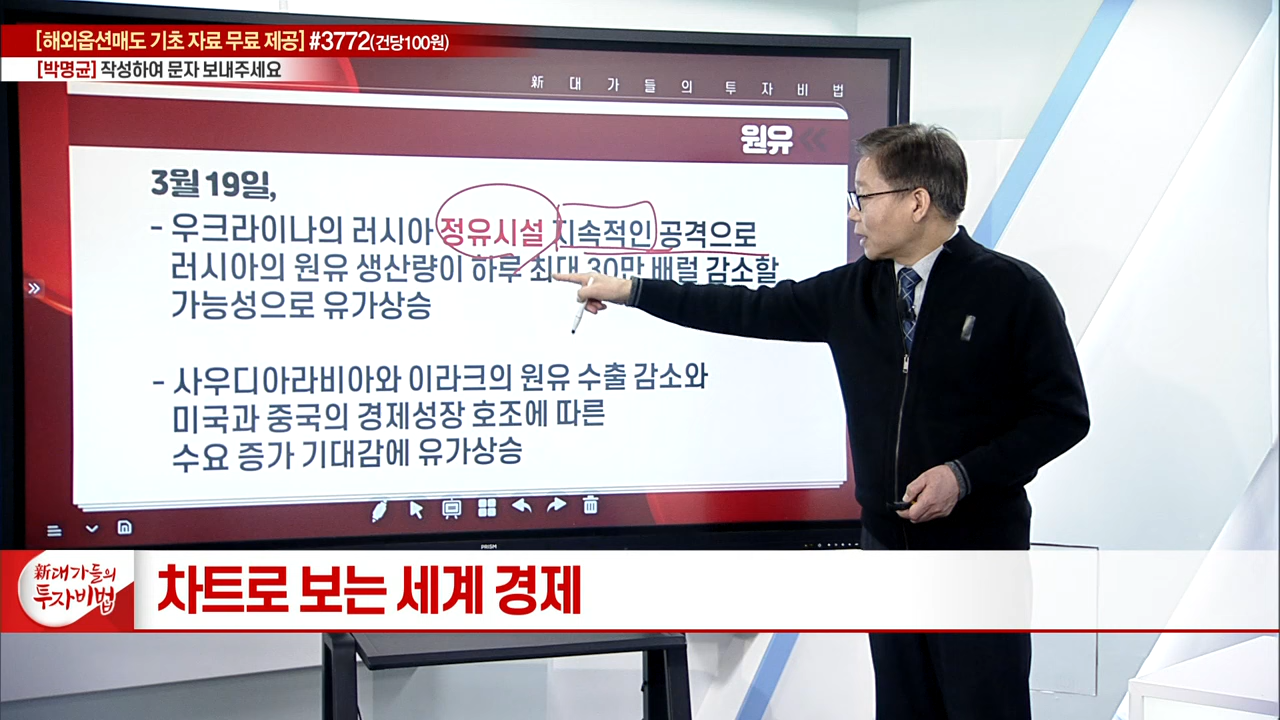 [해외옵션매도 기초 자료 무료 제공] #3772(건당100원)
[박명균] 작성하여 문자 보내주세요
新 대가들의 투자비법
원유
3월 19일,
- 우크라이나의 러시아 정유시설 지속적인 공격으로
러시아의 원유 생산량이 하루 최대 30만 배럴 감소할
가능성으로 유가상승
- 사우디아라비아와 이라크의 원유 수출 감소와
미국과 중국의 경제성장 호조에 따른
수요 증가 기대감에 유가상승
PRISM
新대가들의
투자비법
차트로 보는 세계 경제